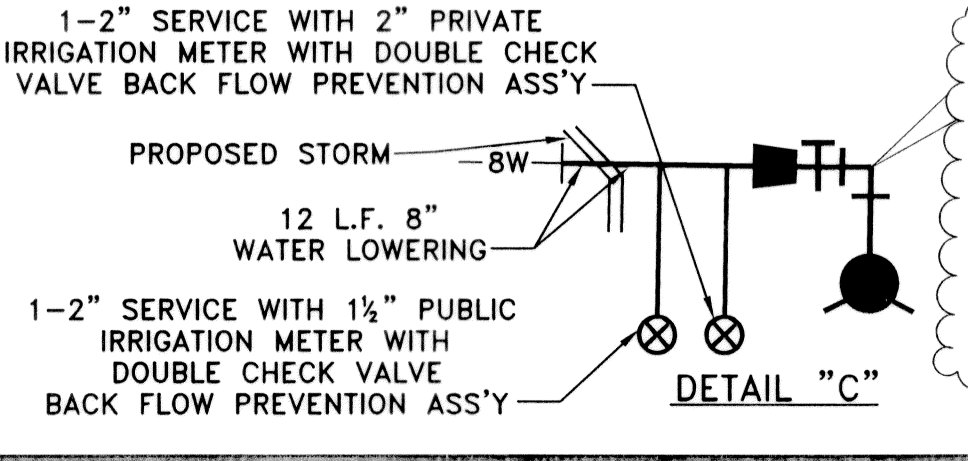 1-2" SERVICE WITH 2" PRIVATE
IRRIGATION METER WITH DOUBLE CHECK
VALVE BACK FLOW PREVENTION ASS'Y
PROPOSED STORM
8W
12 L.F. 8"
WATER LOWERING
1-2" SERVICE WITH 1½" PUBLIC
IRRIGATION METER WITH
DOUBLE CHECK VALVE
BACK FLOW PREVENTION ASS'Y
DETAIL "C"